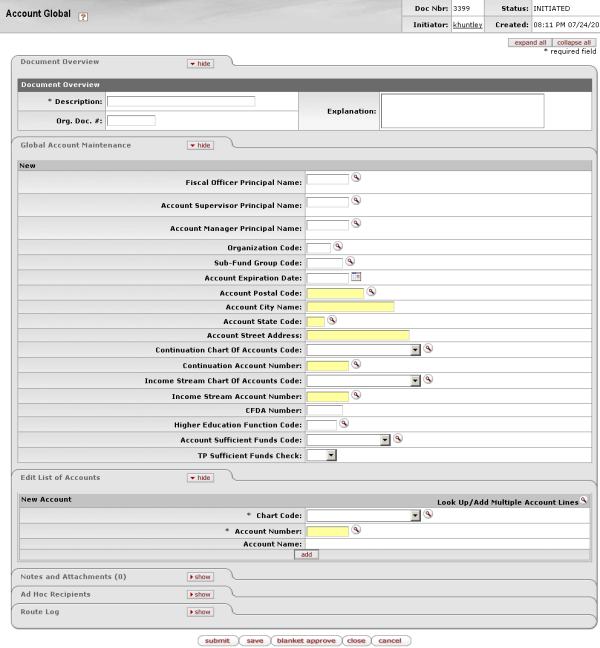 Account Global ?
Doc Nbr: 3399 Status: INITIATED
Initiator: khuntley Created: 08:11 PM 07/24/20
expand all collapse all
* required field
Document Overview hide
Document Overview
* Description:
Explanation:
Org. Doc. #:
Global Account Maintenance hide
New
Fiscal Officer Principal Name:
Account Supervisor Principal Name:
Account Manager Principal Name:
Organization Code:
Sub-Fund Group Code:
Account Expiration Date:
Account Postal Code:
Account City Name:
Account State Code:
Account Street Address:
Continuation Chart Of Accounts Code:
Continuation Account Number:
Income Stream Chart Of Accounts Code:
Income Stream Account Number:
CFDA Number:
Higher Education Function Code:
Account Sufficient Funds Code:
TP Sufficient Funds Check:
Edit List of Accounts hide
New Account Look Up/Add Multiple Account Lines
* Chart Code:
* Account Number:
Account Name:
add
Notes and Attachments (0) show
Ad Hoc Recipients show
Route Log show
submit save blanket approve close cancel